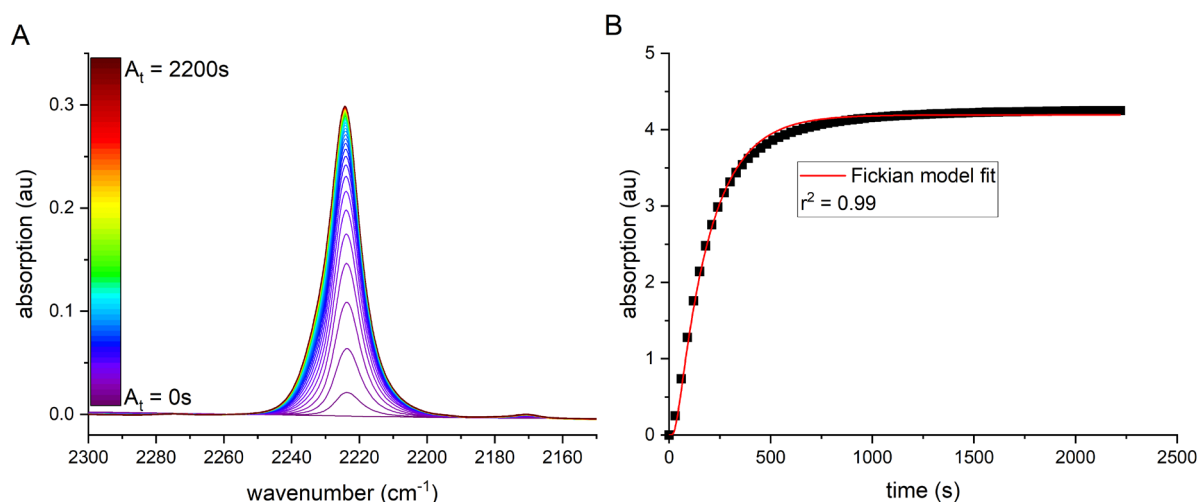 A
A_t = 2200s
0.3
0.2
0.1
0.0
A_t = 0s
absorption (au)
2300 2280 2260 2240 2220 2200 2180 2160
wavenumber (cm⁻¹)
B
5
4
3
2
1
0
absorption (au)
Fickian model fit
r² = 0.99
0 500 1000 1500 2000 2500
time (s)